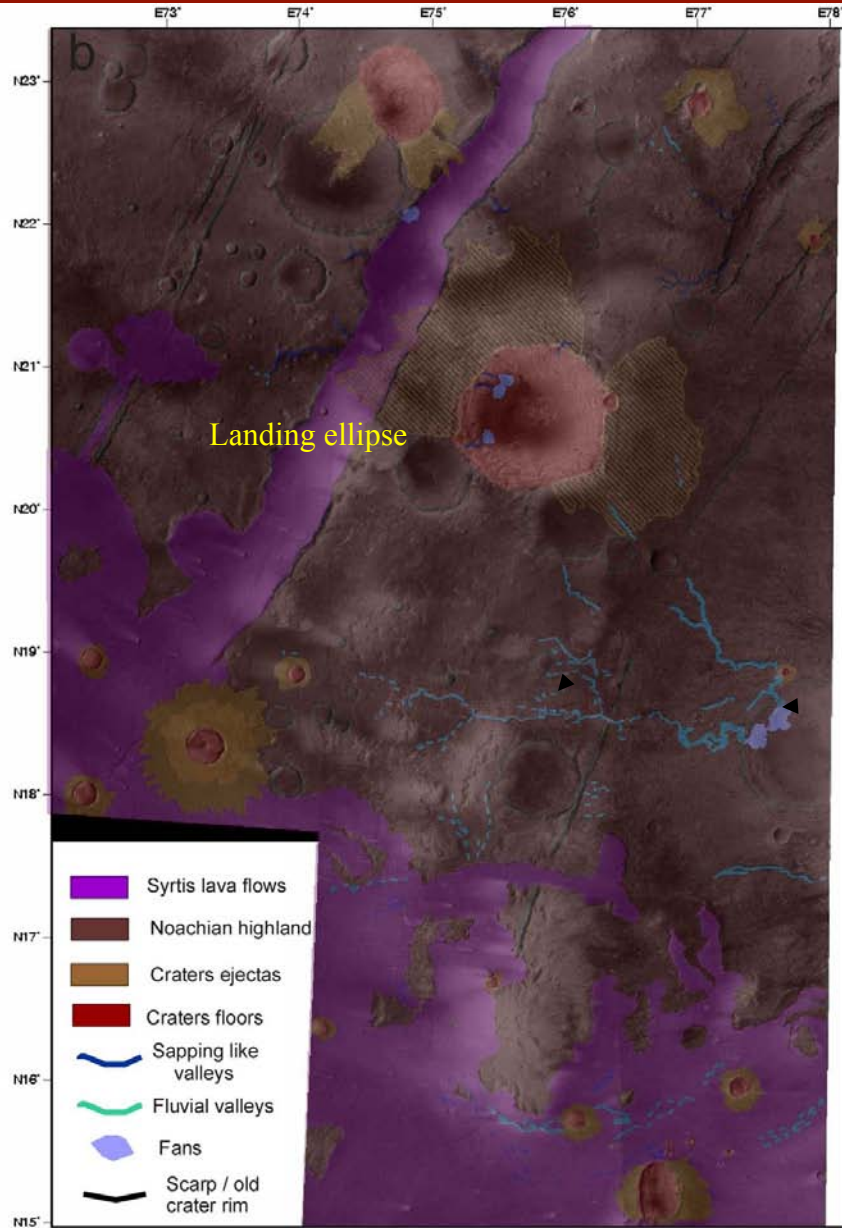 E73° E74° E75° E76° E77° E78°
b
N23°
N22°
N21°
Landing ellipse
N20°
N19°
N18°
Syrtis lava flows
Noachian highland
N17°
Craters ejectas
Craters floors
Sapping like
valleys
N16°
Fluvial valleys
Fans
Scarp / old
crater rim
N15°